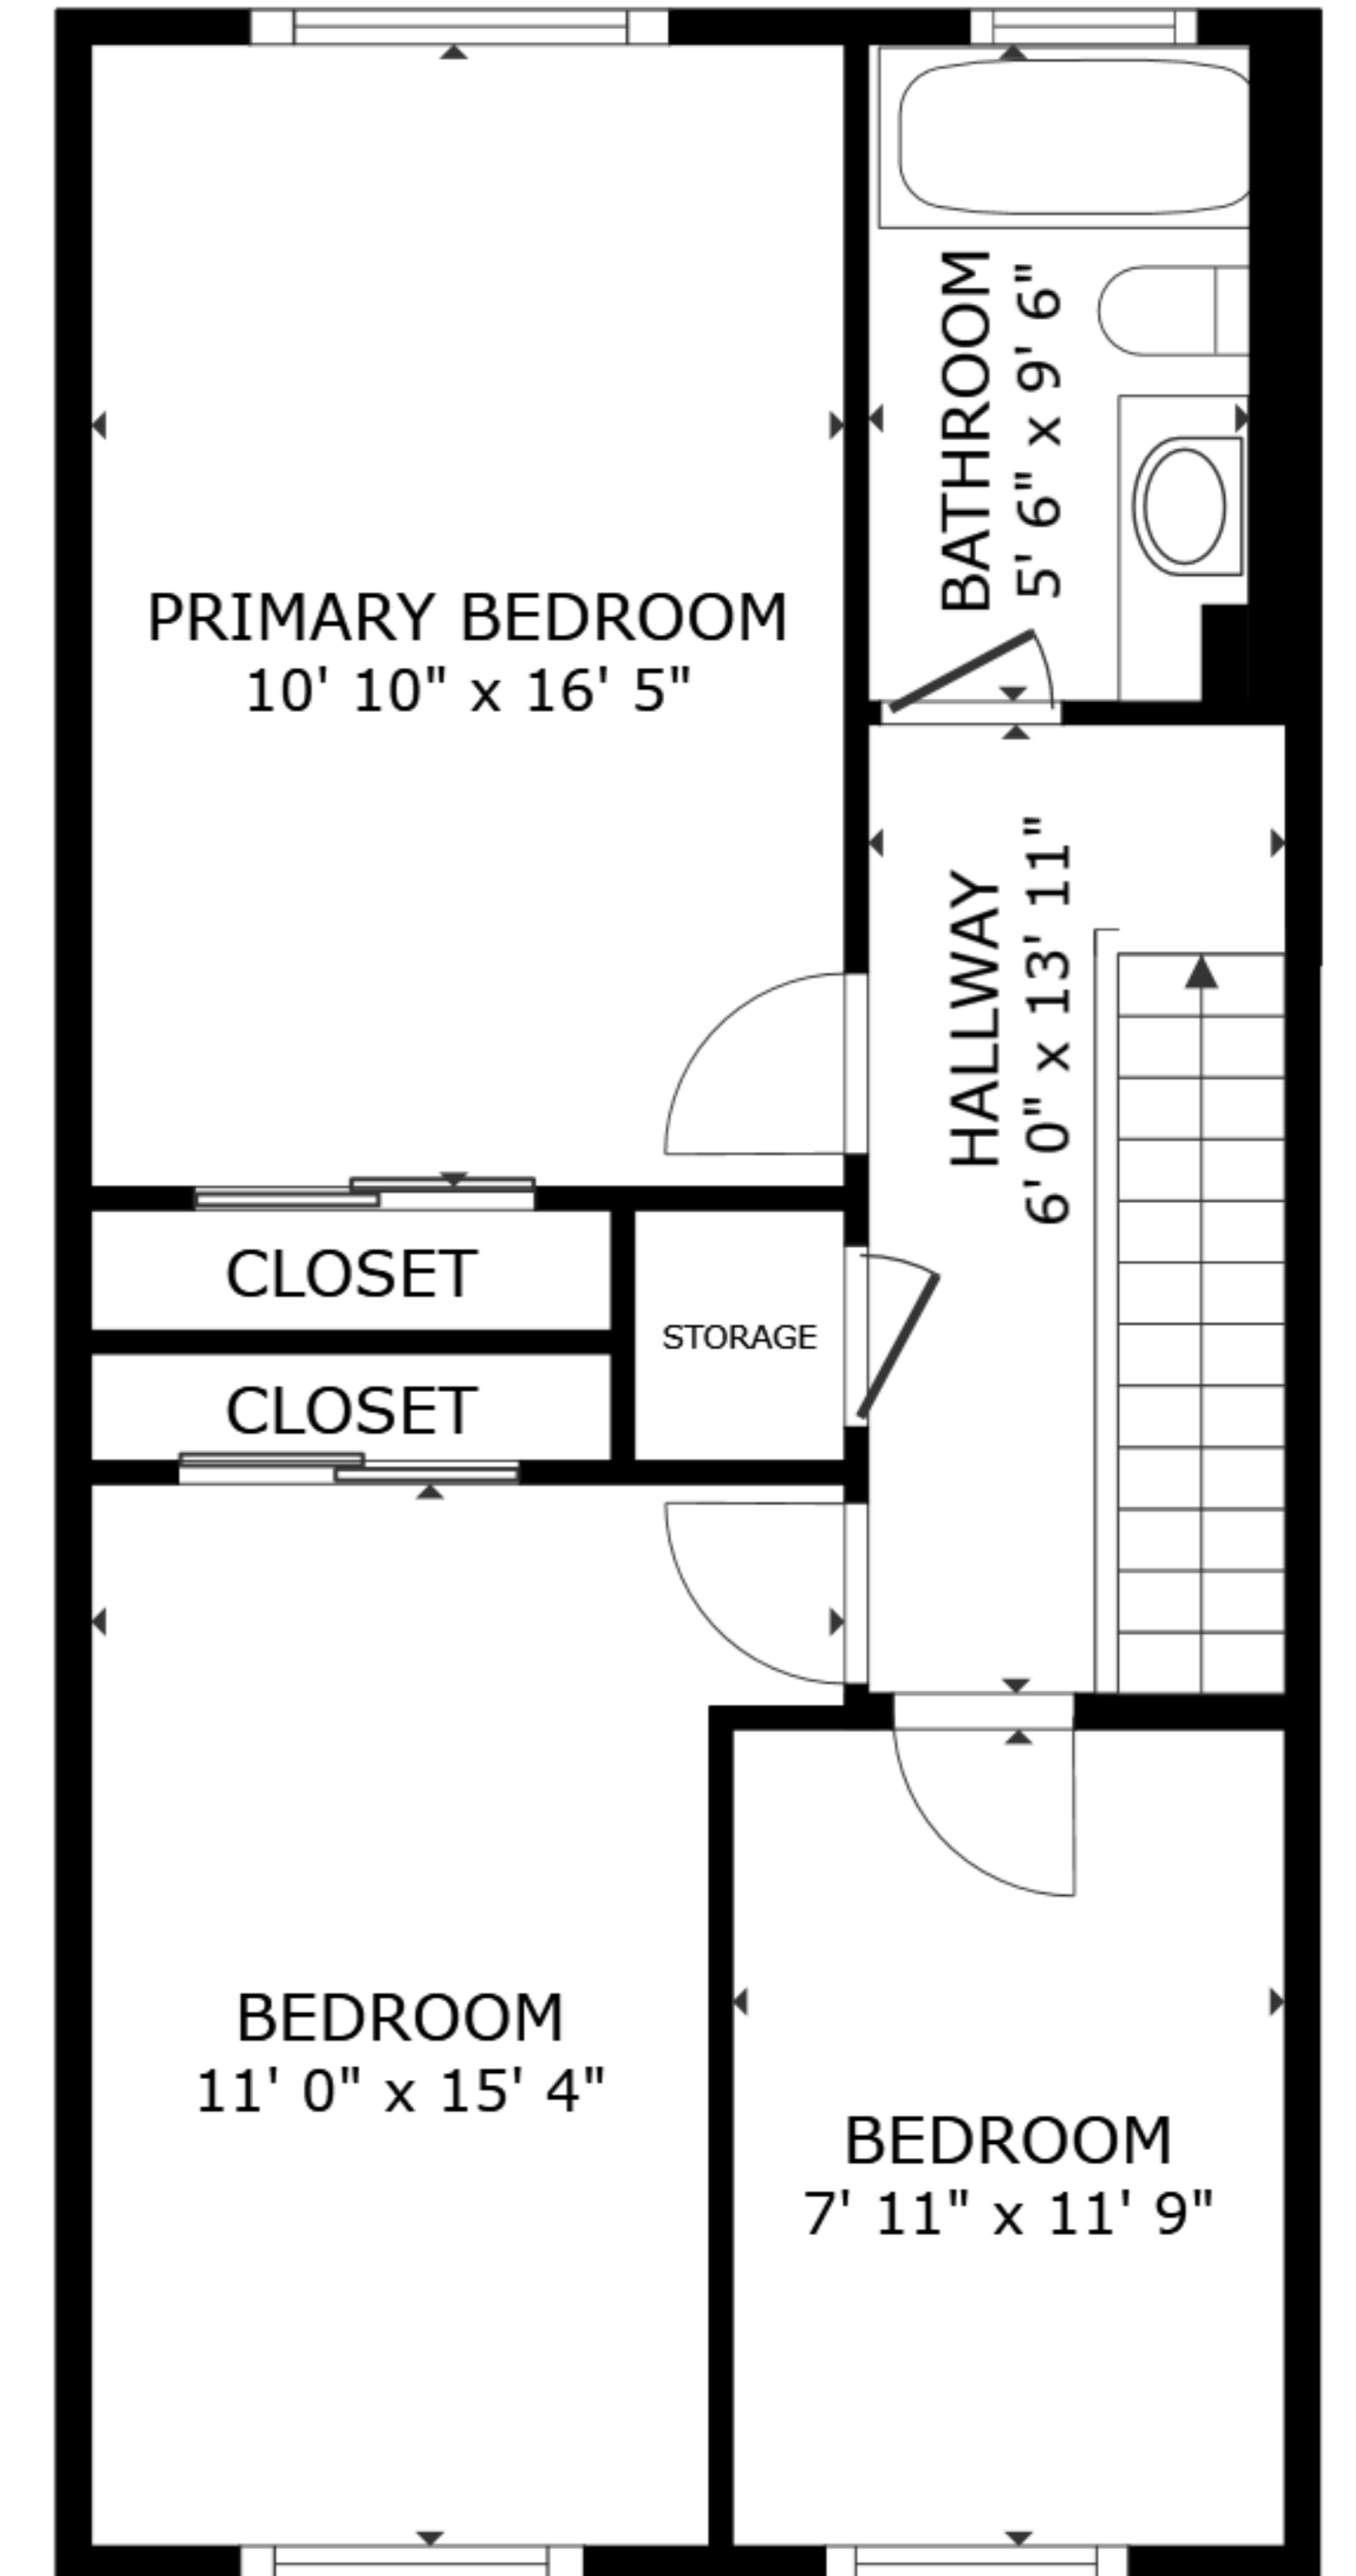 PRIMARY BEDROOM
10' 10" x 16' 5"
BATHROOM
5' 6" x 9' 6"
HALLWAY
6' 0" x 13' 11"
CLOSET
STORAGE
CLOSET
BEDROOM
11' 0" x 15' 4"
BEDROOM
7' 11" x 11' 9"